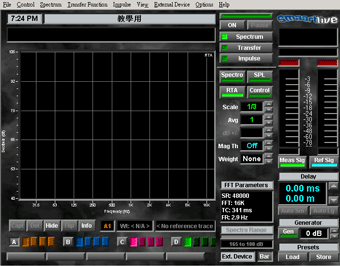 File Control Spectrum Transfer Function Impulse View External Device Options Help
7:24 PM
教學用
smaart live
ON
Spectrum
Transfer
Impulse
Spectro SPL
RTA Control
Scale 1/3
Avg 1
Mag Th Off
Weight None
FFT Parameters
SR: 48000
FFT: 16K
TC: 341 ms
FR: 2.9 Hz
Spectro Range
165 to 100 dB
Ext. Device Bar
RTA
Frequency (Hz)
Hide Flip Info A1 Wt: < N/A > < No reference trace
A B C D
Meas Sig Ref Sig
Delay
0.00 ms
0.00 m
Generator
Gen 0 dB
Presets
Load Store